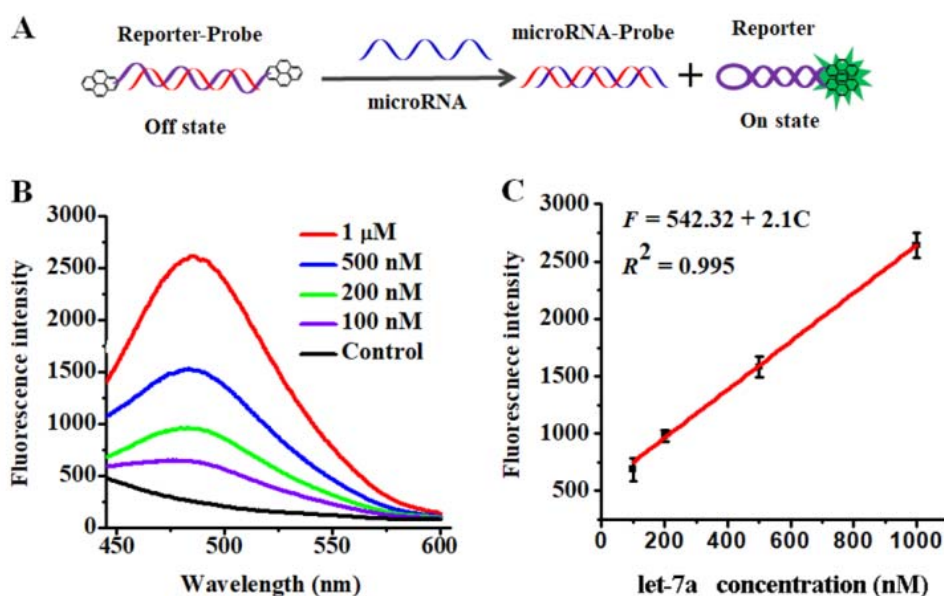 A
Reporter-Probe
microRNA
Off state
microRNA-Probe
+
Reporter
On state
B
3000
2500
2000
1500
1000
500
0
Fluorescence intensity
1 μM
500 nM
200 nM
100 nM
Control
450
500
550
600
Wavelength (nm)
C
3000
2500
2000
1500
1000
500
Fluorescnece intensity
F = 542.32 + 2.1C
R² = 0.995
0
200
400
600
800
1000
let-7a concentration (nM)